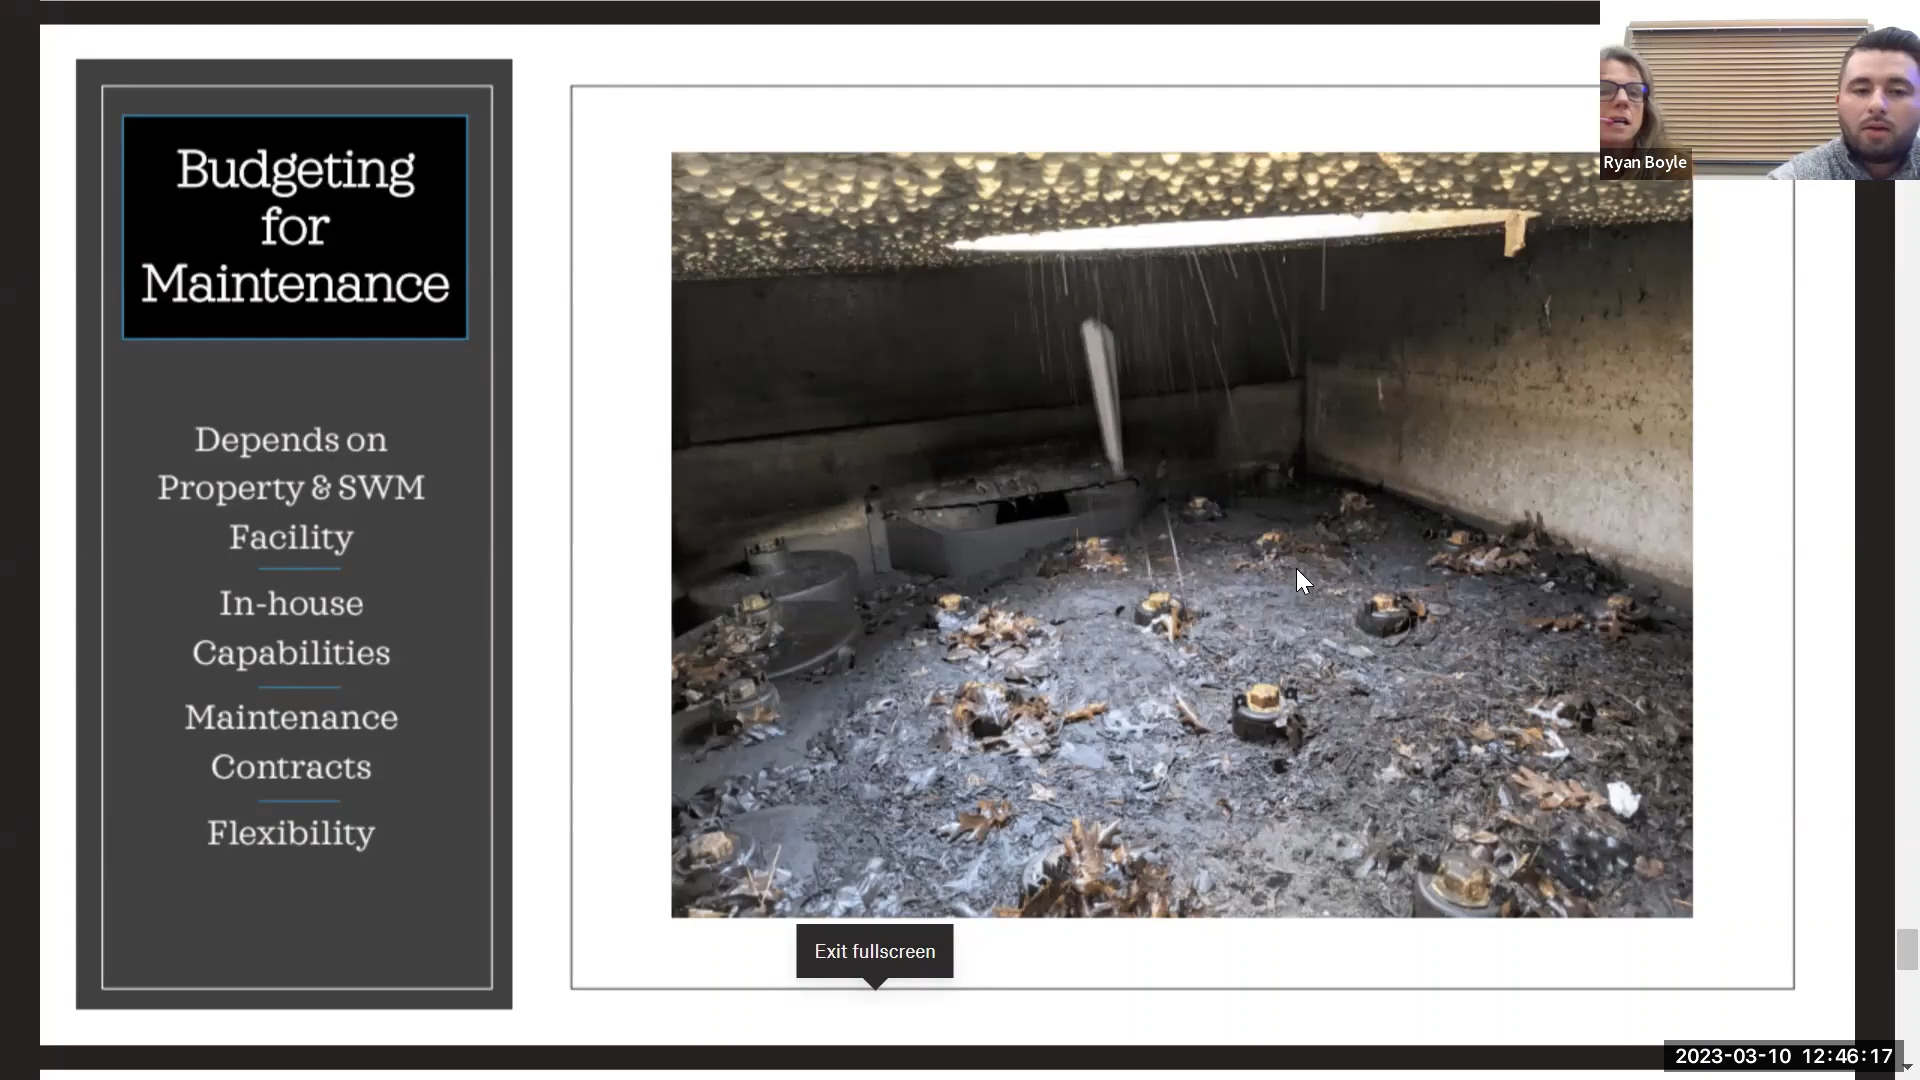 Budgeting
for
Maintenance
Depends on
Property & SWM
Facility
In-house
Capabilities
Maintenance
Contracts
Flexibility
Ryan Boyle
Exit fullscreen
2023-03-10 12:46:17